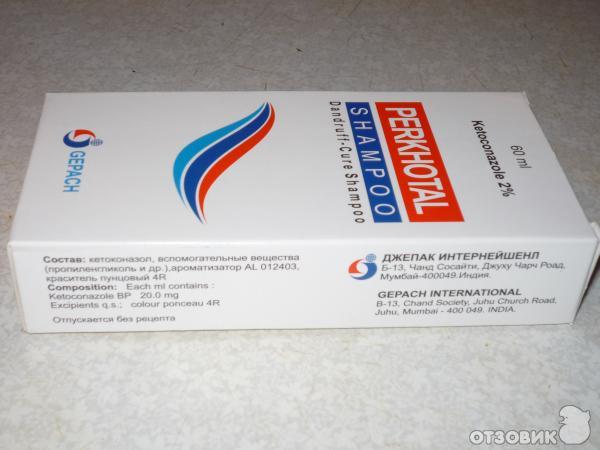 60 ml
Ketoconazole 2%
PERKHOTAL
SHAMPOO
Dandruff-Cure Shampoo
GEPACH
Состав: кетоконазол, вспомогательные вещества
(пропиленгликоль и др.),ароматизатор AL 012403,
краситель пунцовый 4R
Composition: Each ml contains :
Ketoconazole BP 20.0 mg
Excipients q.s.; colour ponceau 4R
Отпускается без рецепта
ДЖЕПАК ИНТЕРНЕЙШЕНЛ
Б-13, Чанд Сосайти, Джуху Чарч Роад,
Мумбай-400049.Индия.
GEPACH INTERNATIONAL
B-13, Chand Society, Juhu Church Road,
Juhu, Mumbai - 400 049. INDIA.
ОТЗОВИК